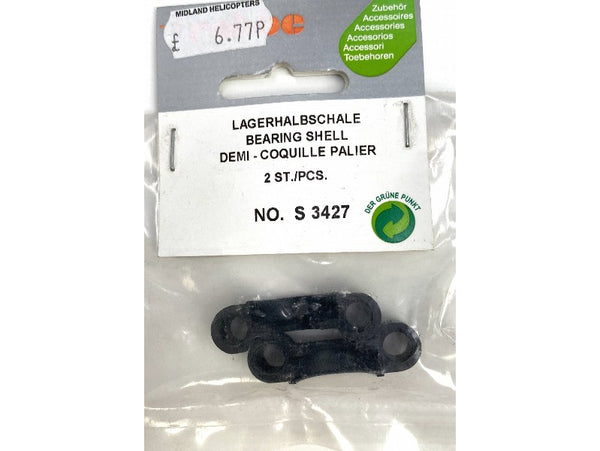 MIDLAND HELICOPTERS
£ 6.77P
Zubehör
Accessoires
Accessories
Accesorios
Accessori
Toebehoren
LAGERHALBSCHALE
BEARING SHELL
DEMI - COQUILLE PALIER
2 ST./PCS.
NO. S 3427
DER GRÜNE PUNKT